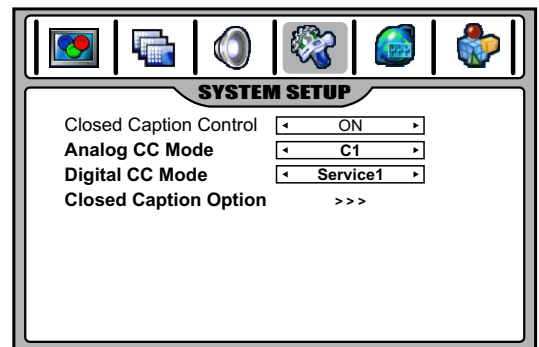 SYSTEM SETUP
Closed Caption Control ON
Analog CC Mode C1
Digital CC Mode Service1
Closed Caption Option >>>